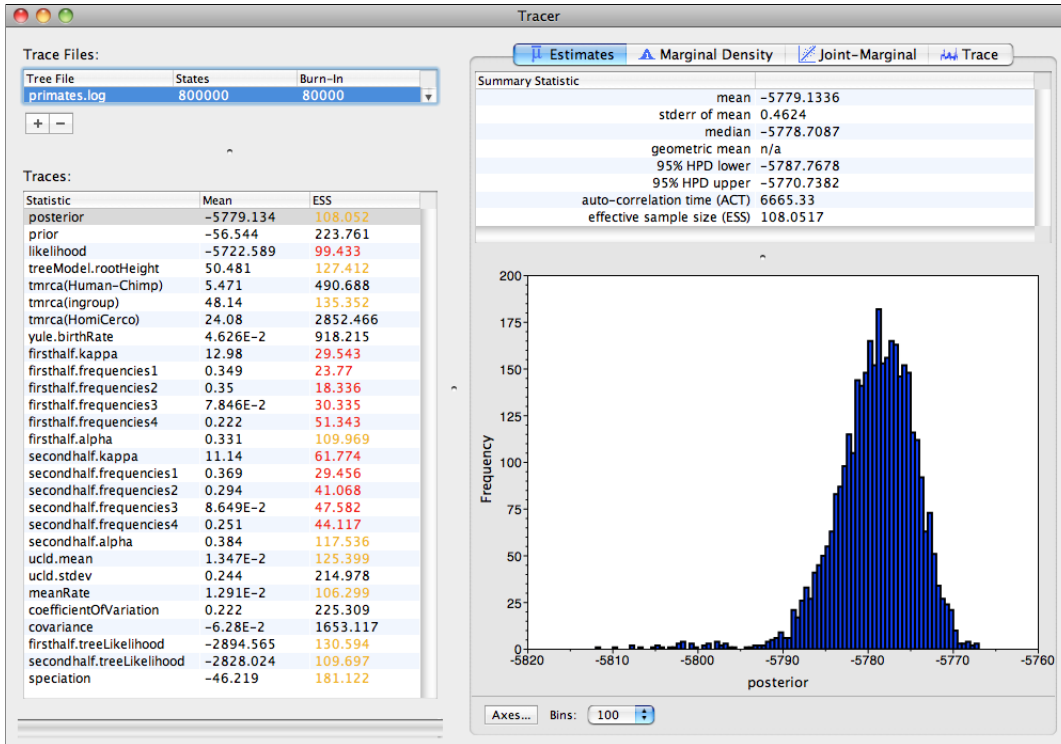 Tracer
Trace Files:
Tree File States Burn-In
primates.log 800000 80000
+ −
Traces:
Statistic Mean ESS
posterior -5779.134 108.052
prior -56.544 223.761
likelihood -5722.589 99.433
treeModel.rootHeight 50.481 127.412
tmrca(Human-Chimp) 5.471 490.688
tmrca(ingroup) 48.14 135.352
tmrca(HomiCerco) 24.08 2852.466
yule.birthRate 4.626E-2 918.215
firsthalf.kappa 12.98 29.543
firsthalf.frequencies1 0.349 23.77
firsthalf.frequencies2 0.35 18.336
firsthalf.frequencies3 7.846E-2 30.335
firsthalf.frequencies4 0.222 51.343
firsthalf.alpha 0.331 109.969
secondhalf.kappa 11.14 61.774
secondhalf.frequencies1 0.369 29.456
secondhalf.frequencies2 0.294 41.068
secondhalf.frequencies3 8.649E-2 47.582
secondhalf.frequencies4 0.251 44.117
secondhalf.alpha 0.384 117.536
ucld.mean 1.347E-2 125.399
ucld.stdev 0.244 214.978
meanRate 1.291E-2 106.299
coefficientOfVariation 0.222 225.309
covariance -6.28E-2 1653.117
firsthalf.treeLikelihood -2894.565 130.594
secondhalf.treeLikelihood -2828.024 109.697
speciation -46.219 181.122
μ Estimates Marginal Density Joint-Marginal Trace
Summary Statistic
mean -5779.1336
stderr of mean 0.4624
median -5778.7087
geometric mean n/a
95% HPD lower -5787.7678
95% HPD upper -5770.7382
auto-correlation time (ACT) 6665.33
effective sample size (ESS) 108.0517
200
175
150
125
100
75
50
25
0
Frequency
-5820 -5810 -5800 -5790 -5780 -5770 -5760
posterior
Axes... Bins: 100